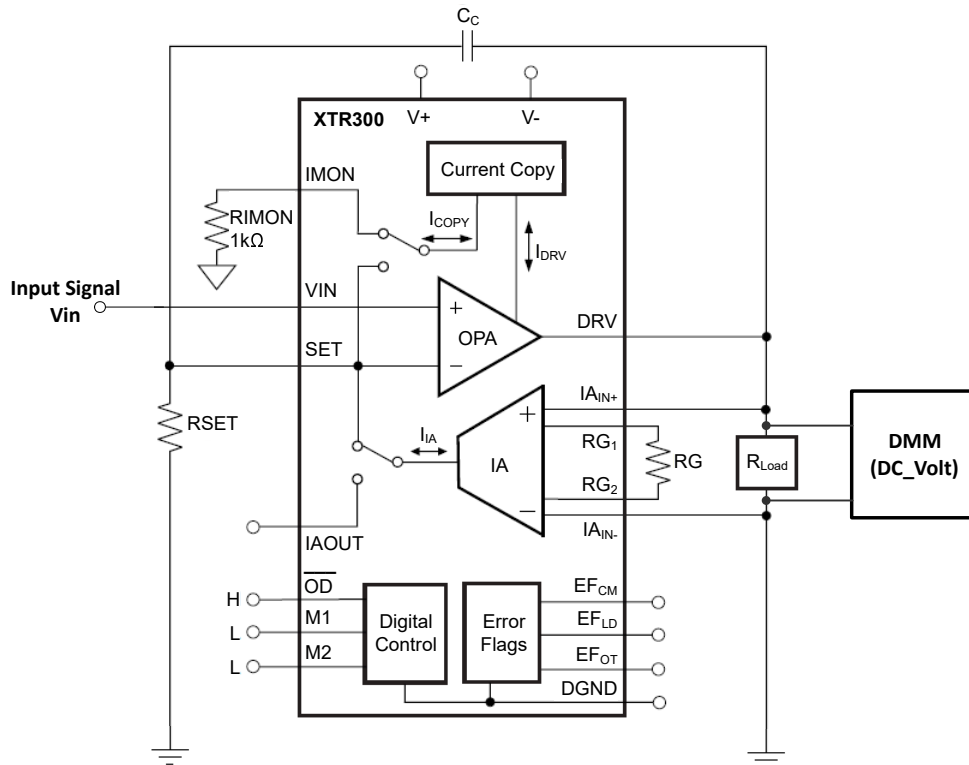 C_C
XTR300
V+
V-
IMON
Current Copy
RIMON
1kΩ
I_COPY
I_DRV
Input Signal
Vin
VIN
+
OPA
DRV
SET
−
RSET
IA_IN+
+
I_IA
IA
RG_1
RG
RG_2
−
IA_IN-
R_Load
DMM
(DC_Volt)
IAOUT
H
OD
L
M1
L
M2
Digital
Control
Error
Flags
EF_CM
EF_LD
EF_OT
DGND